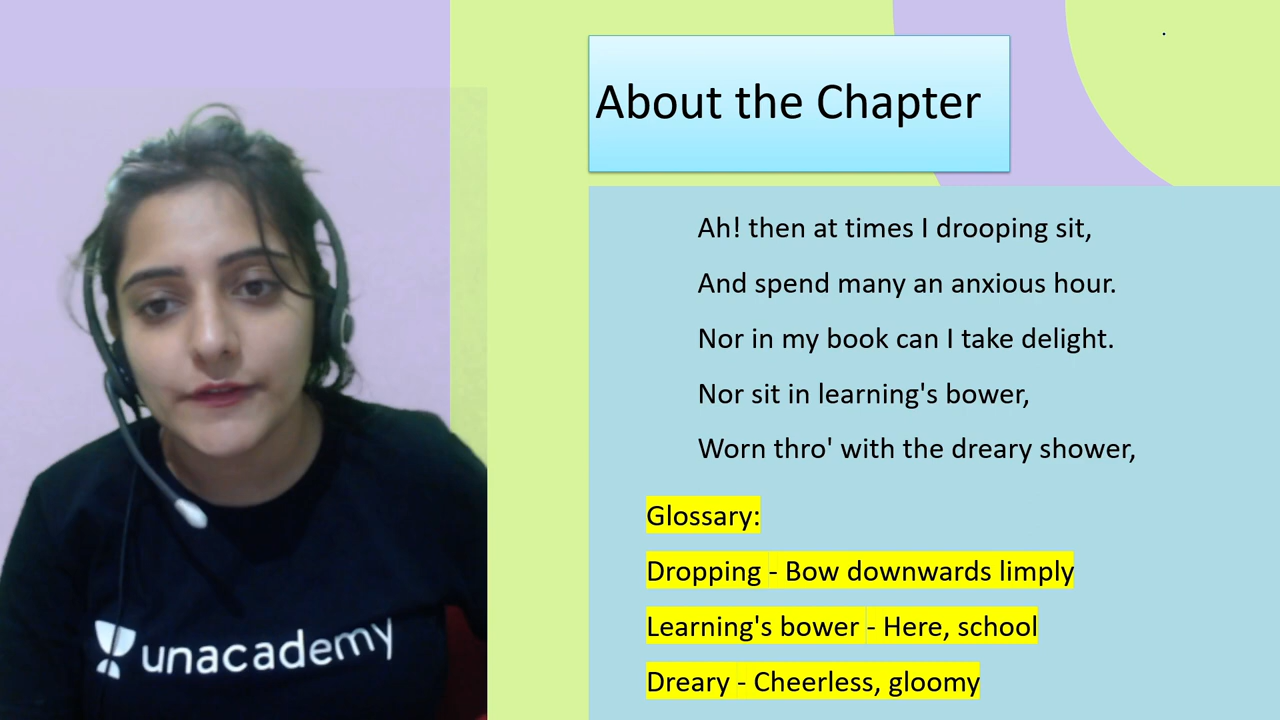 About the Chapter
Ah! then at times I drooping sit,
And spend many an anxious hour.
Nor in my book can I take delight.
Nor sit in learning's bower,
Worn thro' with the dreary shower,
Glossary:
Dropping - Bow downwards limply
Learning's bower - Here, school
Dreary - Cheerless, gloomy
unacademy